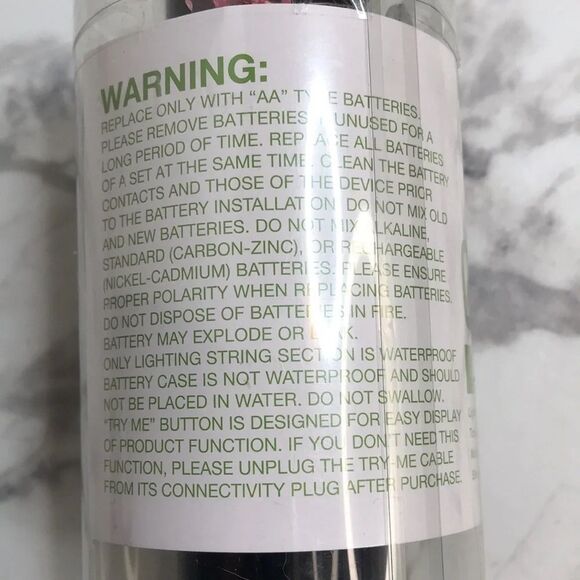 WARNING:
REPLACE ONLY WITH "AA" TYPE BATTERIES.
PLEASE REMOVE BATTERIES IF UNUSED FOR A
LONG PERIOD OF TIME. REPLACE ALL BATTERIES
OF A SET AT THE SAME TIME. CLEAN THE BATTERY
CONTACTS AND THOSE OF THE DEVICE PRIOR
TO THE BATTERY INSTALLATION. DO NOT MIX OLD
AND NEW BATTERIES. DO NOT MIX ALKALINE,
STANDARD (CARBON-ZINC), OR RECHARGEABLE
(NICKEL-CADMIUM) BATTERIES. PLEASE ENSURE
PROPER POLARITY WHEN REPLACING BATTERIES.
DO NOT DISPOSE OF BATTERIES IN FIRE.
BATTERY MAY EXPLODE OR LEAK.
ONLY LIGHTING STRING SECTION IS WATERPROOF
BATTERY CASE IS NOT WATERPROOF AND SHOULD
NOT BE PLACED IN WATER. DO NOT SWALLOW.
"TRY ME" BUTTON IS DESIGNED FOR EASY DISPLAY
OF PRODUCT FUNCTION. IF YOU DON'T NEED THIS
FUNCTION, PLEASE UNPLUG THE TRY-ME CABLE
FROM ITS CONNECTIVITY PLUG AFTER PURCHASE.